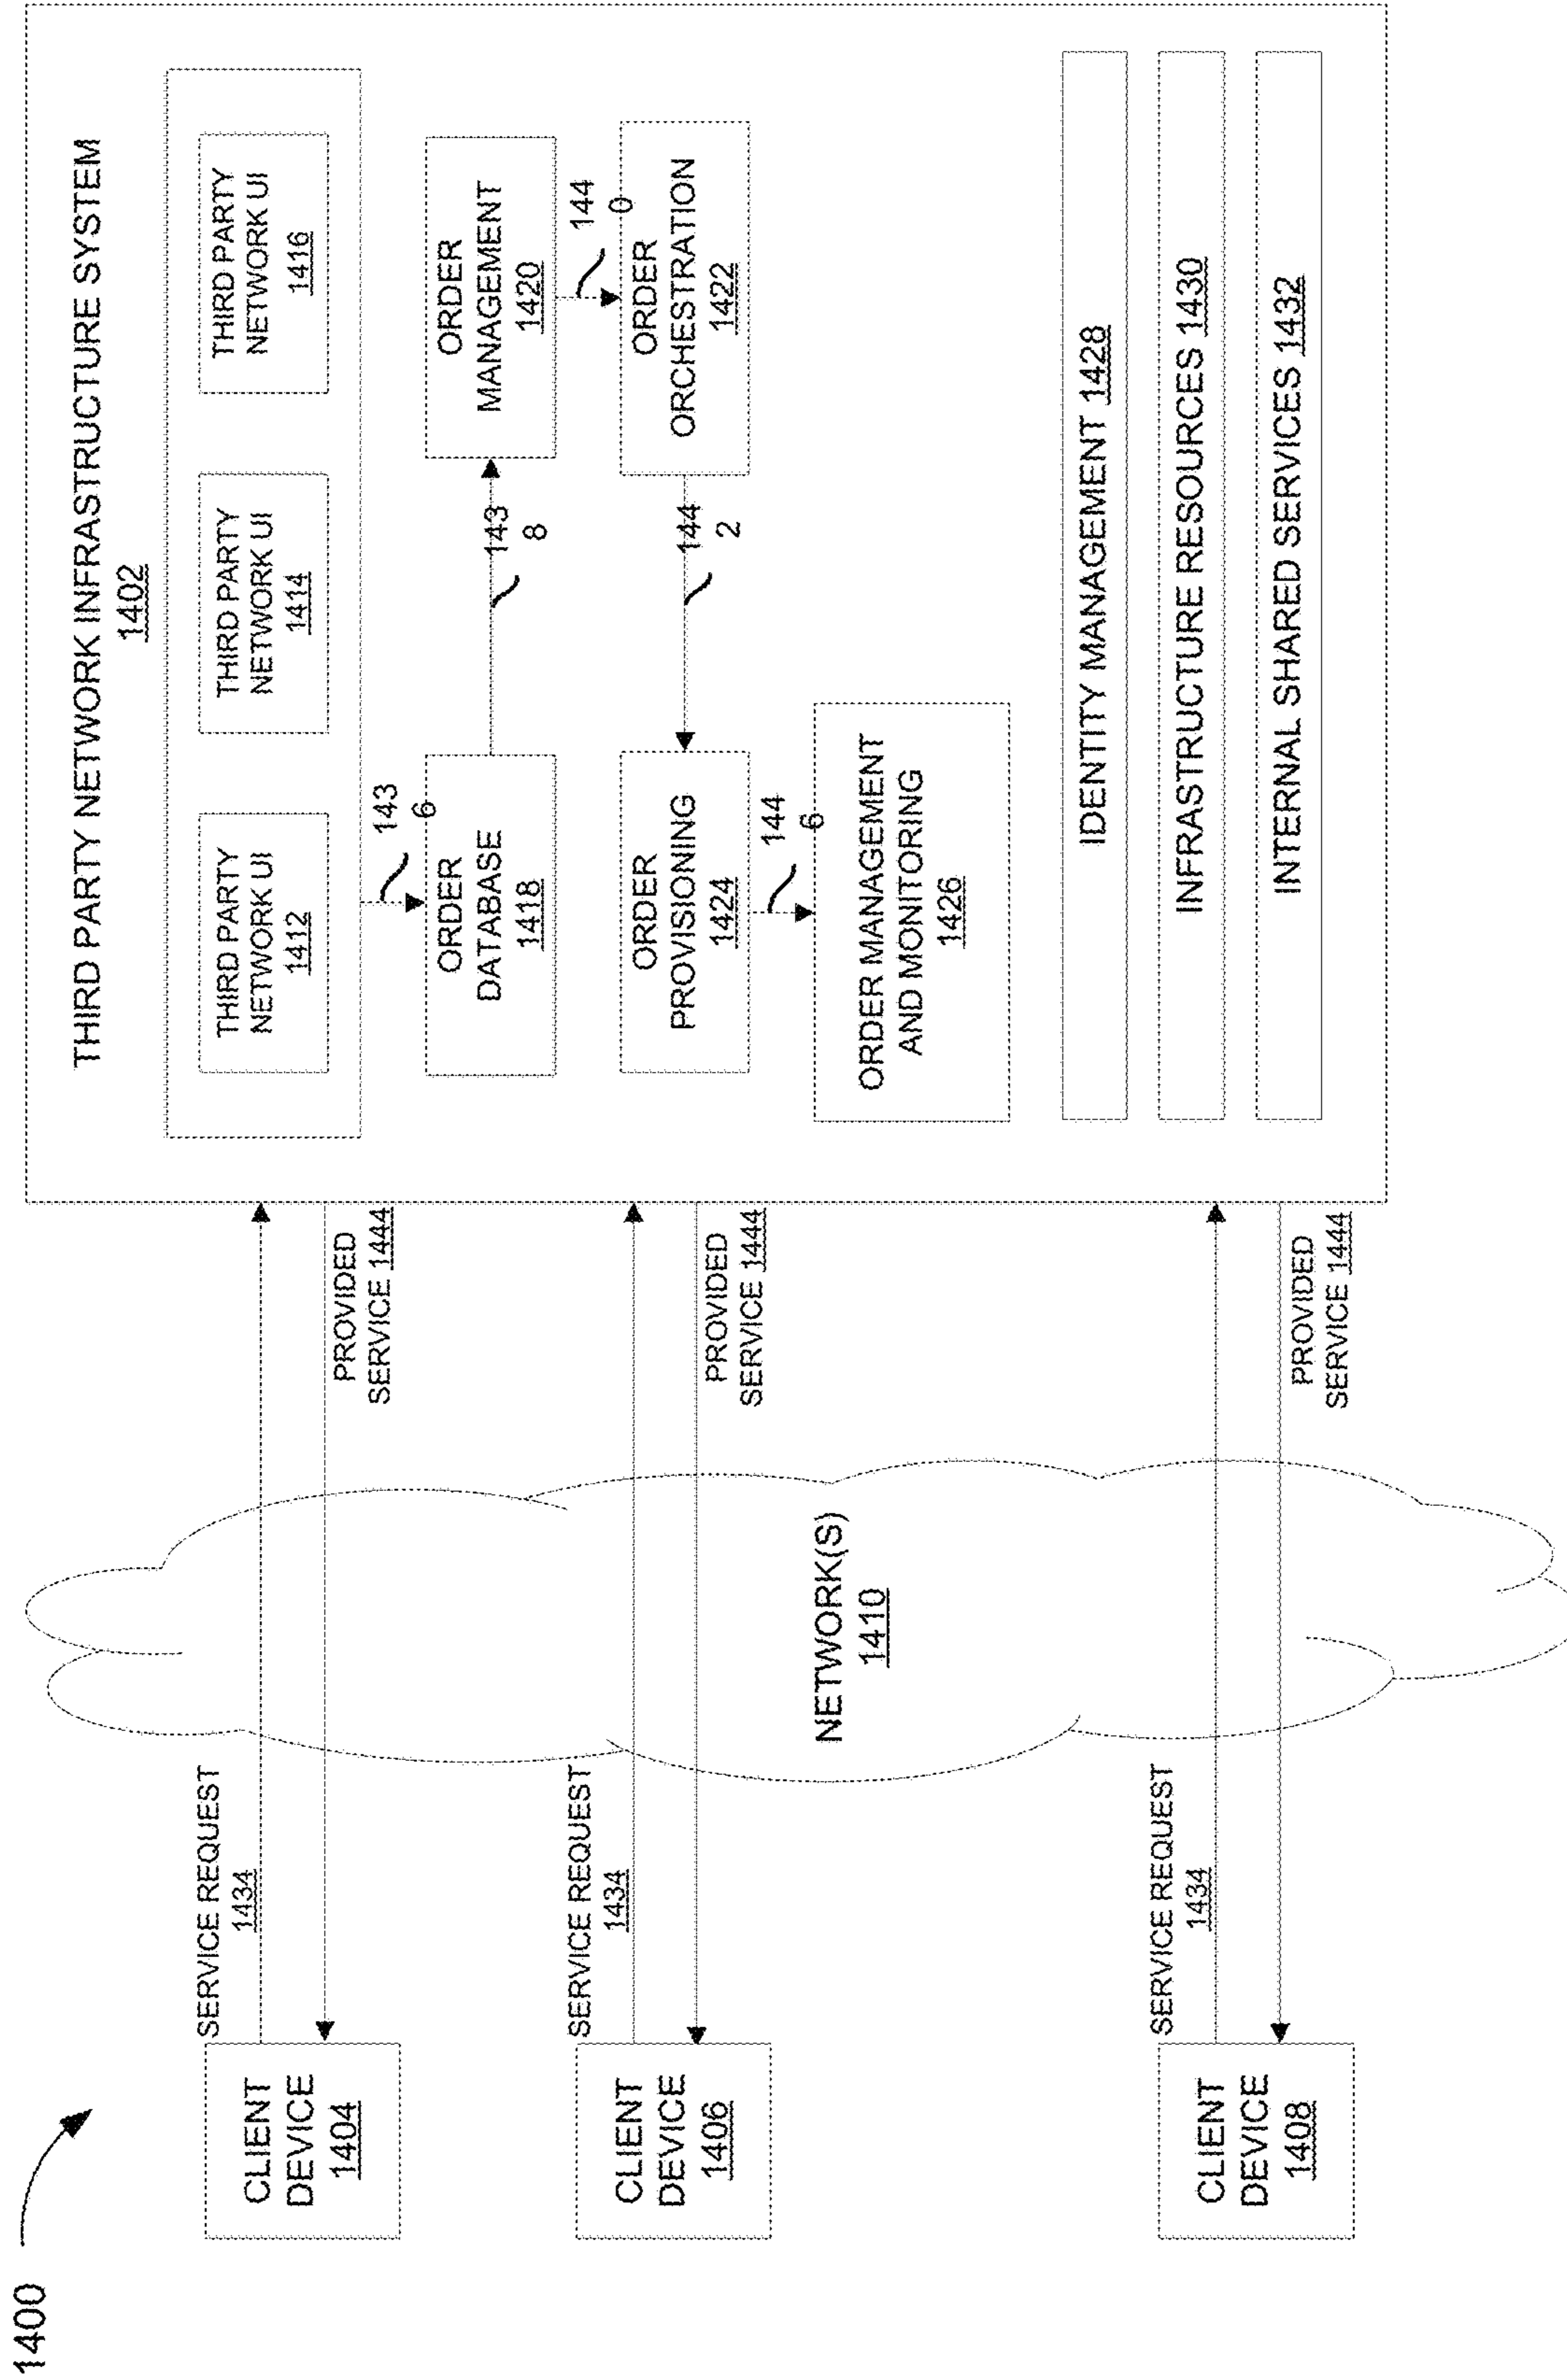 1400
CLIENT
DEVICE
1404
SERVICE REQUEST
1434
PROVIDED
SERVICE 1444
CLIENT
DEVICE
1406
SERVICE REQUEST
1434
PROVIDED
SERVICE 1444
CLIENT
DEVICE
1408
SERVICE REQUEST
1434
PROVIDED
SERVICE 1444
NETWORK(S)
1410
THIRD PARTY NETWORK INFRASTRUCTURE SYSTEM
1402
THIRD PARTY
NETWORK UI
1412
THIRD PARTY
NETWORK UI
1414
THIRD PARTY
NETWORK UI
1416
143
6
ORDER
DATABASE
1418
143
8
ORDER
MANAGEMENT
1420
144
0
ORDER
ORCHESTRATION
1422
144
2
ORDER
PROVISIONING
1424
144
6
ORDER MANAGEMENT
AND MONITORING
1426
IDENTITY MANAGEMENT 1428
INFRASTRUCTURE RESOURCES 1430
INTERNAL SHARED SERVICES 1432